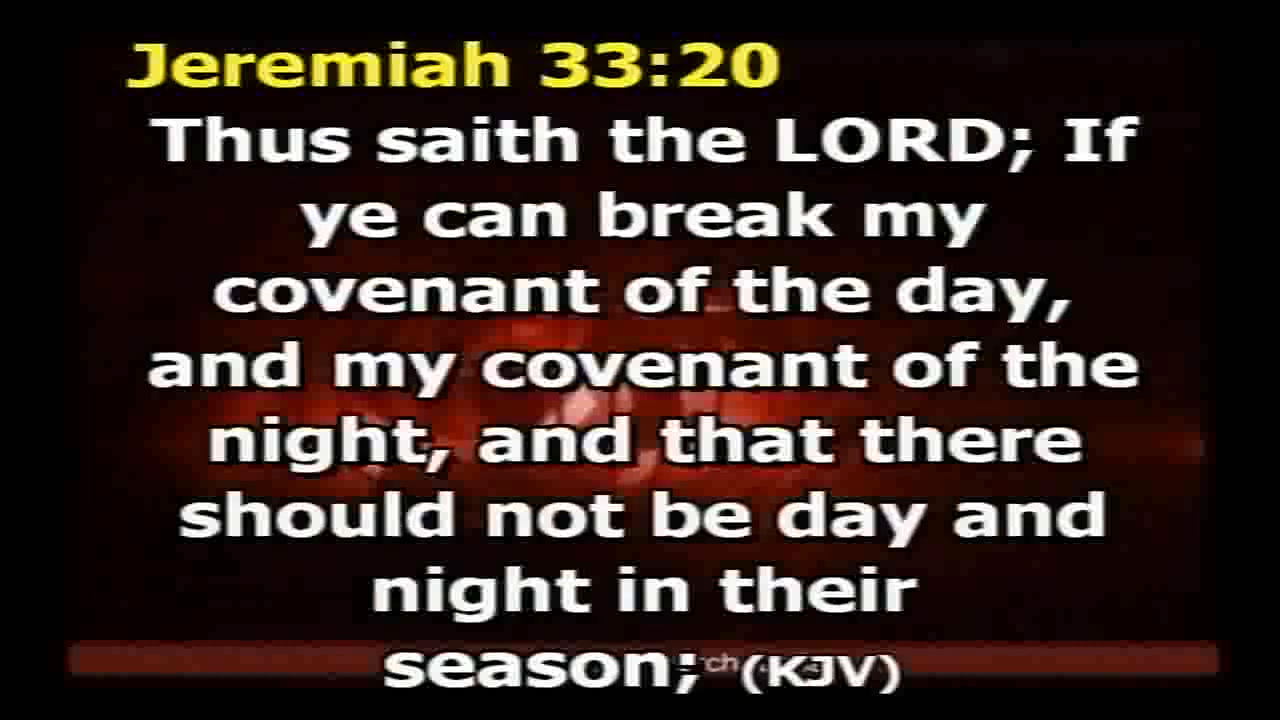 Jeremiah 33:20
Thus saith the LORD; If
ye can break my
covenant of the day,
and my covenant of the
night, and that there
should not be day and
night in their
season; (KJV)